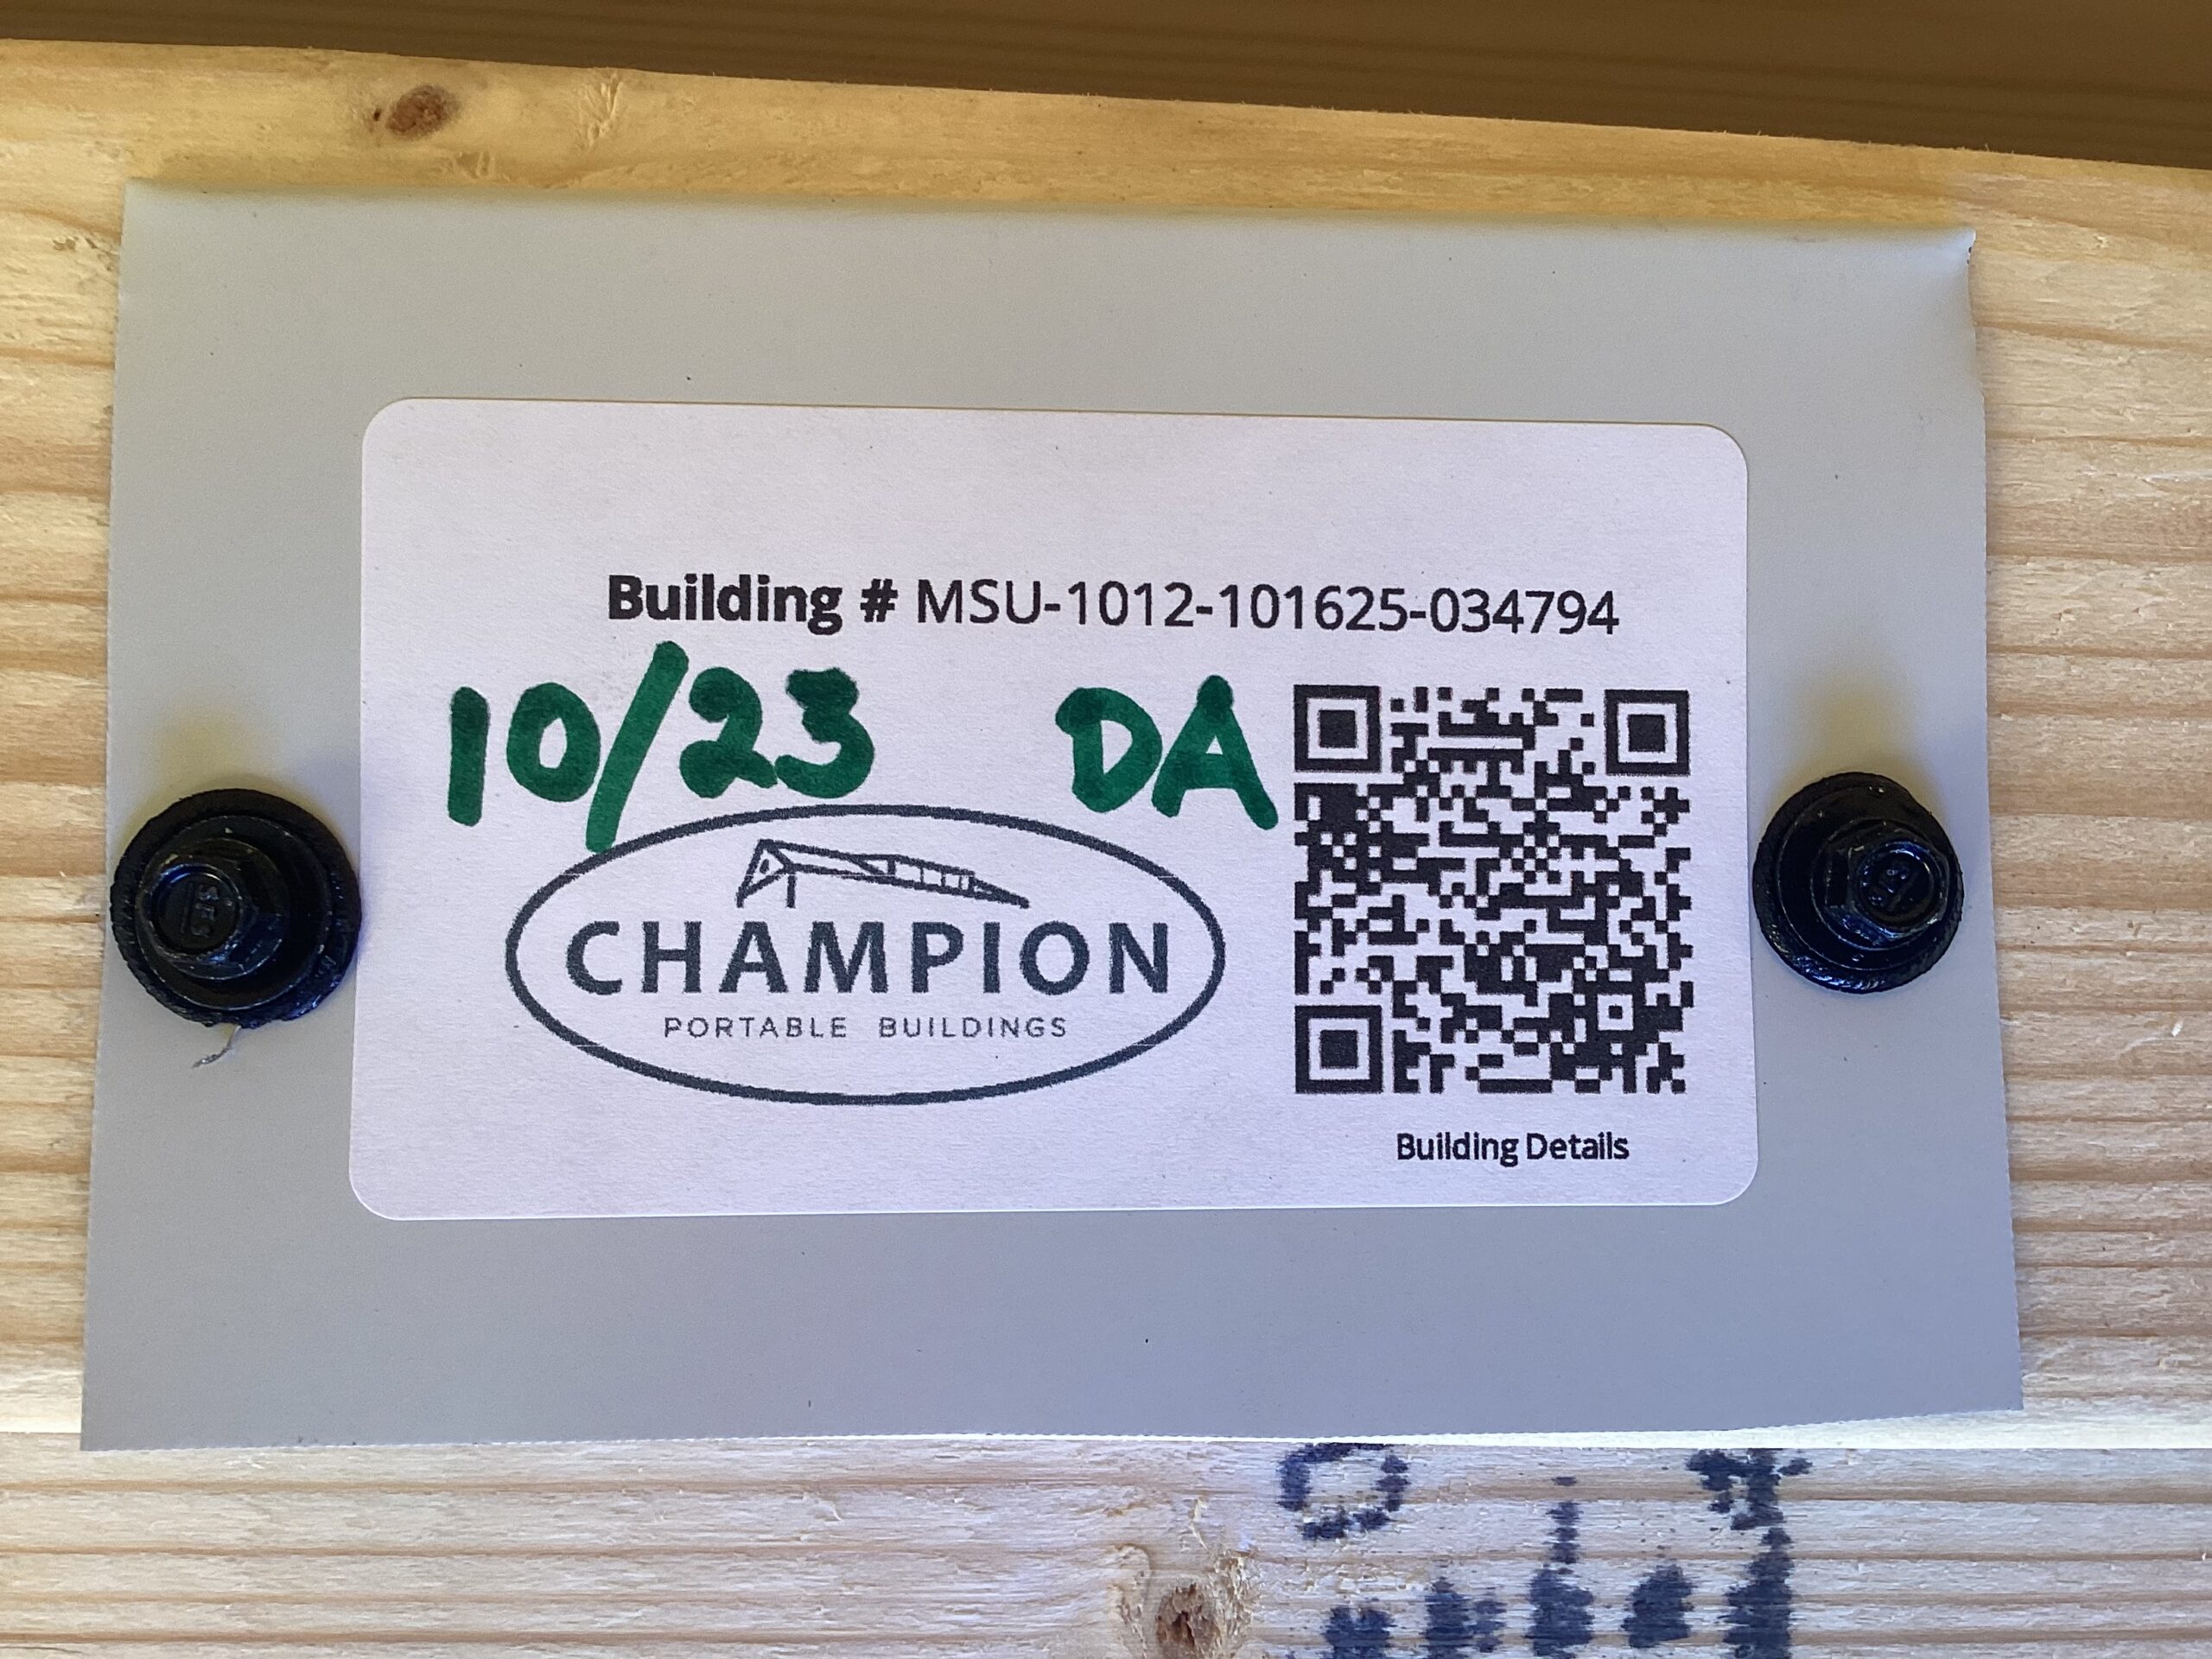 Building # MSU-1012-101625-034794
10/23 DA
CHAMPION
PORTABLE BUILDINGS
Building Details